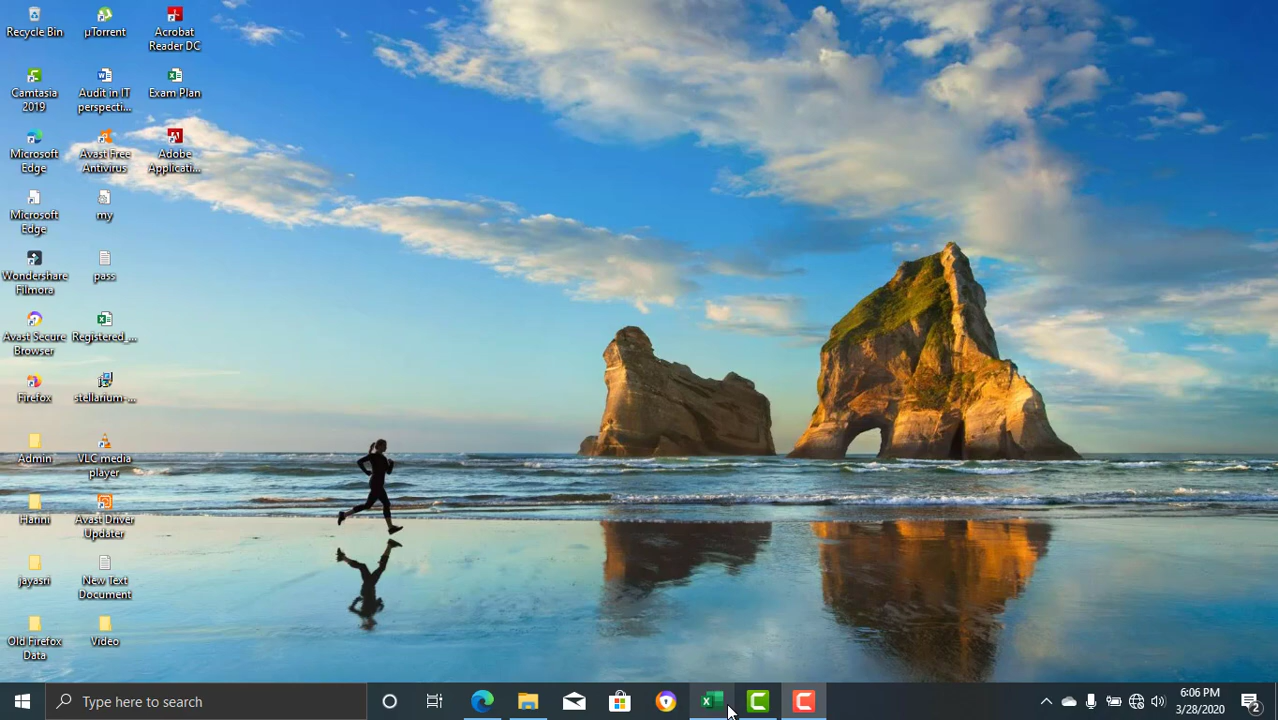 Recycle Bin
µTorrent
Acrobat
Reader DC
Camtasia
2019
Audit in IT
perspecti...
Exam Plan
Microsoft
Edge
Avast Free
Antivirus
Adobe
Applicati...
Microsoft
Edge
my
Wondershare
Filmora
pass
Avast Secure
Browser
Registered_...
Firefox
stellarium-...
Admin
VLC media
player
Hanni
Avast Driver
Updater
jayasri
New Text
Document
Old Firefox
Data
Video
Type here to search
6:06 PM
3/28/2020
2